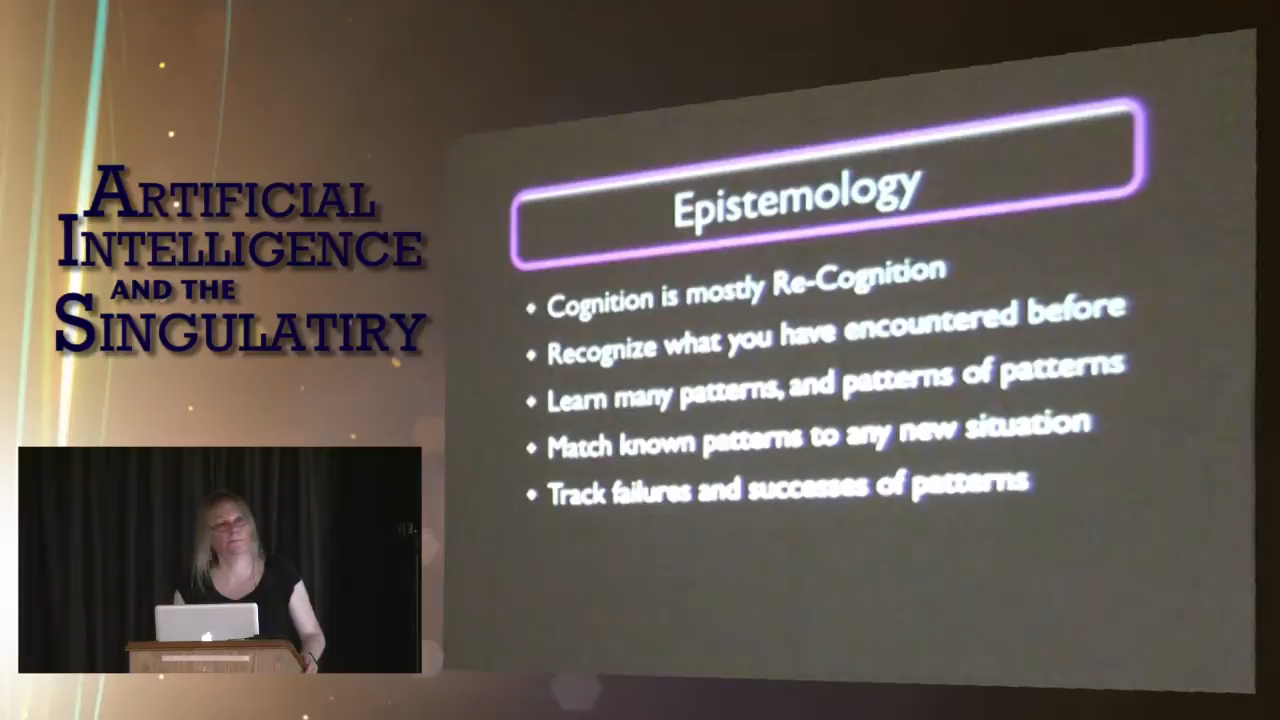 ARTIFICIAL
INTELLIGENCE
AND THE
SINGULATIRY
Epistemology
• Cognition is mostly Re-Cognition
• Recognize what you have encountered before
• Learn many patterns, and patterns of patterns
• Match known patterns to any new situation
• Track failures and successes of patterns